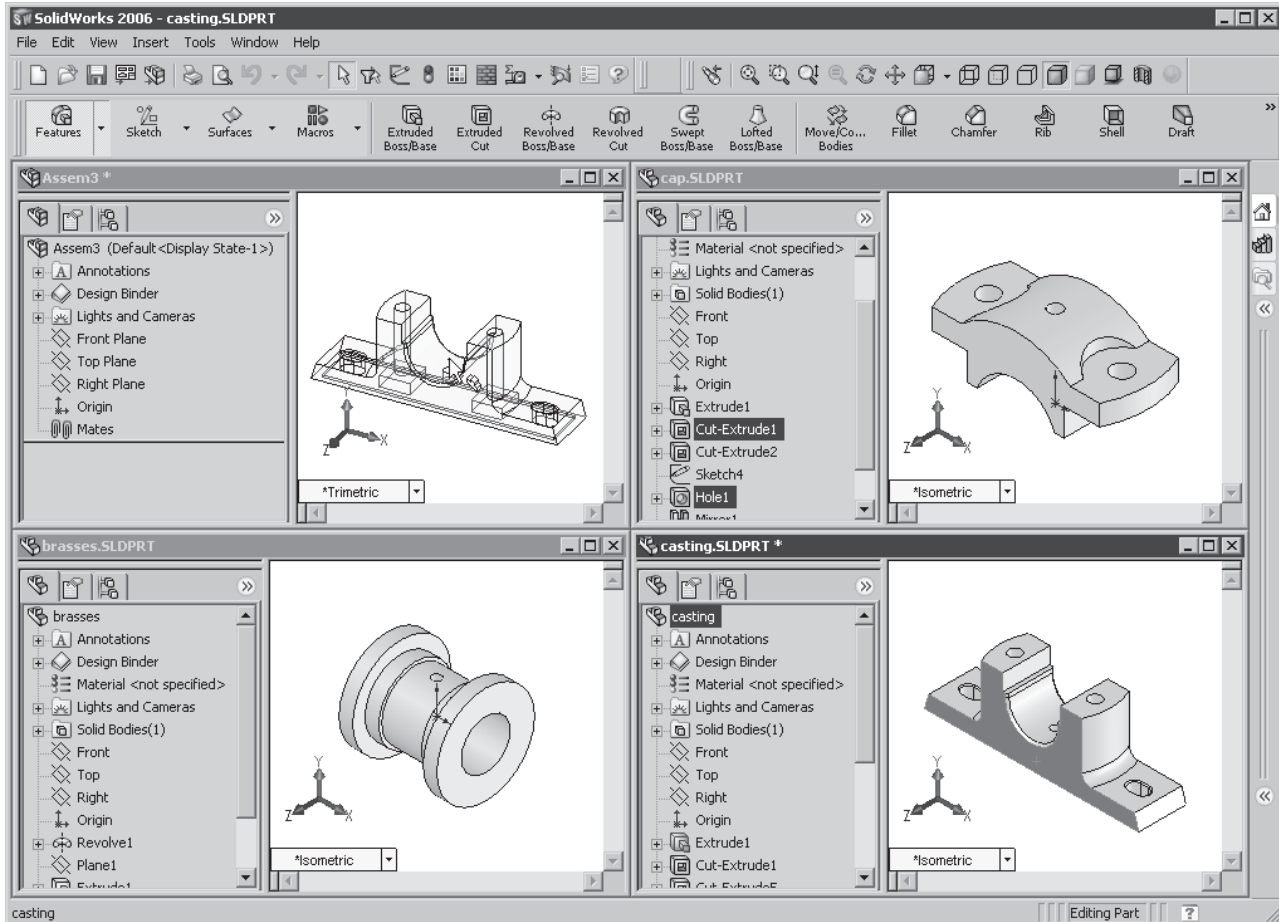 SolidWorks 2006 - casting.SLDPRT
File Edit View Insert Tools Window Help
Features Sketch Surfaces Macros Extruded Boss/Base Extruded Cut Revolved Boss/Base Revolved Cut Swept Boss/Base Lofted Boss/Base Move/Co... Bodies Fillet Chamfer Rib Shell Draft
Assem3 *
Assem3 (Default<Display State-1>)
Annotations
Design Binder
Lights and Cameras
Front Plane
Top Plane
Right Plane
Origin
Mates
Y
Z
X
*Trimetric
cap.SLDPRT
Material <not specified>
Lights and Cameras
Solid Bodies(1)
Front
Top
Right
Origin
Extrude1
Cut-Extrude1
Cut-Extrude2
Sketch4
Hole1
Mirror1
Y
Z
X
*Isometric
brasses.SLDPRT
brasses
Annotations
Design Binder
Material <not specified>
Lights and Cameras
Solid Bodies(1)
Front
Top
Right
Origin
Revolve1
Plane1
Extrude1
Y
Z
X
*Isometric
casting.SLDPRT *
casting
Annotations
Design Binder
Material <not specified>
Lights and Cameras
Solid Bodies(1)
Front
Top
Right
Origin
Extrude1
Cut-Extrude1
Cut-Extrude5
Y
Z
X
*Isometric
casting
Editing Part